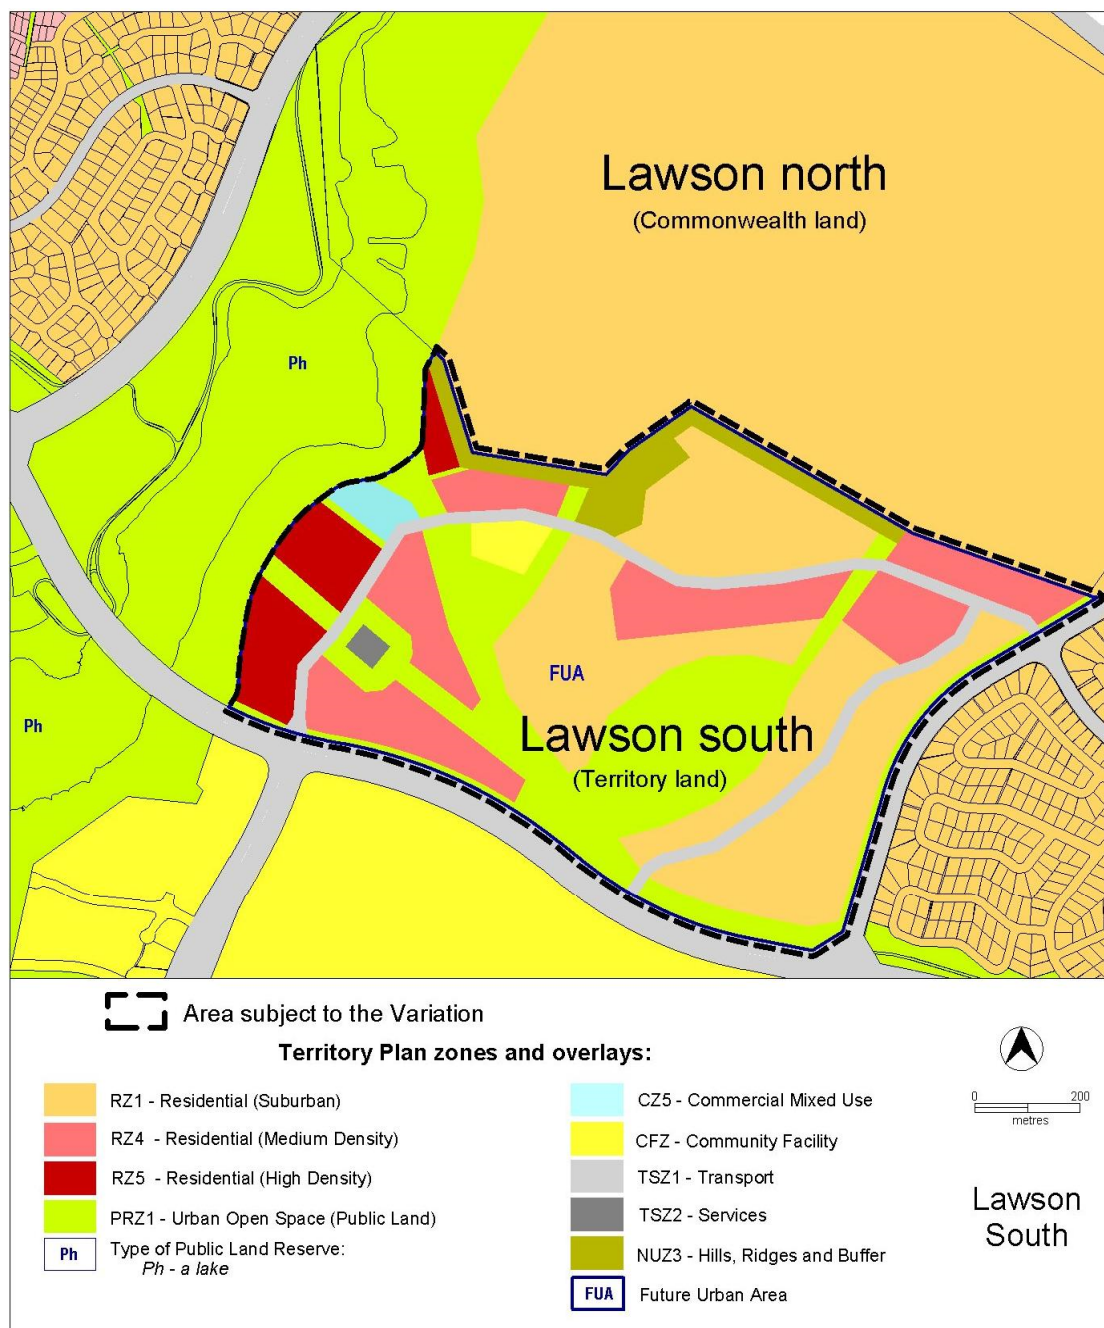 Lawson north
(Commonwealth land)
Ph
FUA
Ph
Lawson south
(Territory land)
Area subject to the Variation
Territory Plan zones and overlays:
RZ1 - Residential (Suburban)
RZ4 - Residential (Medium Density)
RZ5 - Residential (High Density)
PRZ1 - Urban Open Space (Public Land)
Ph
Type of Public Land Reserve:
Ph - a lake
CZ5 - Commercial Mixed Use
CFZ - Community Facility
TSZ1 - Transport
TSZ2 - Services
NUZ3 - Hills, Ridges and Buffer
FUA
Future Urban Area
0 200
metres
Lawson
South